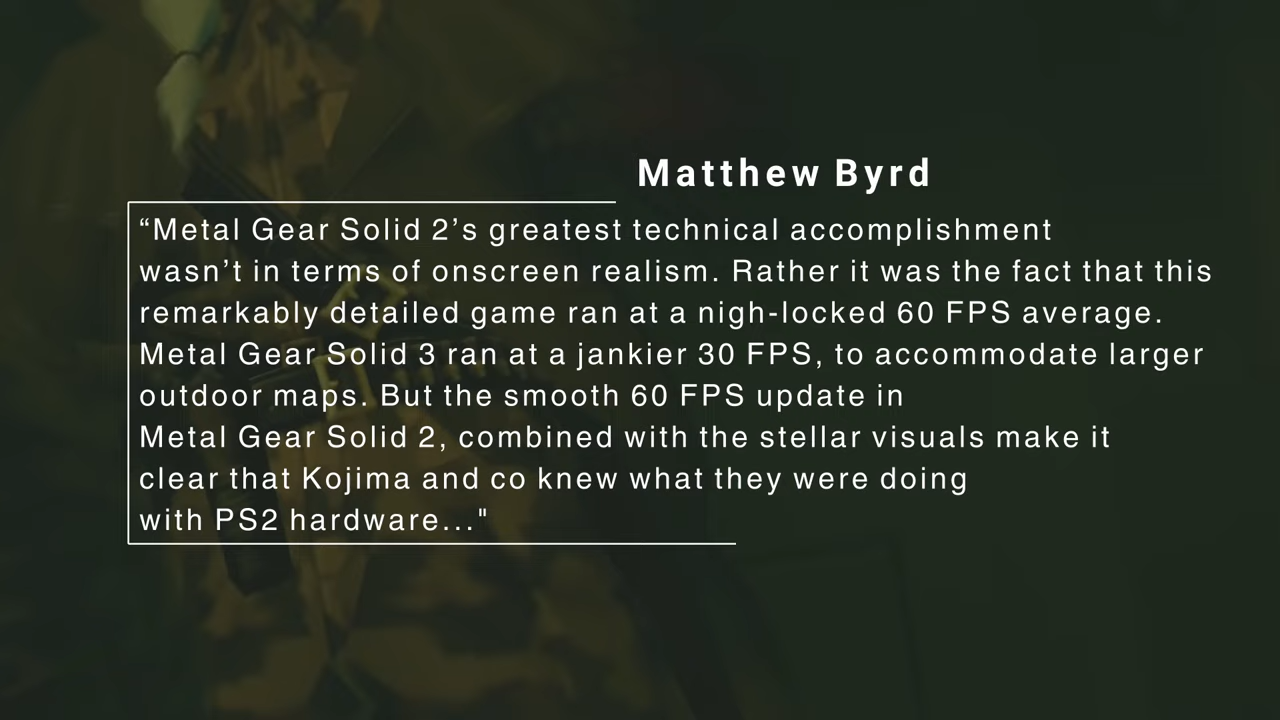 Matthew Byrd
“Metal Gear Solid 2’s greatest technical accomplishment
wasn’t in terms of onscreen realism. Rather it was the fact that this
remarkably detailed game ran at a nigh-locked 60 FPS average.
Metal Gear Solid 3 ran at a jankier 30 FPS, to accommodate larger
outdoor maps. But the smooth 60 FPS update in
Metal Gear Solid 2, combined with the stellar visuals make it
clear that Kojima and co knew what they were doing
with PS2 hardware..."